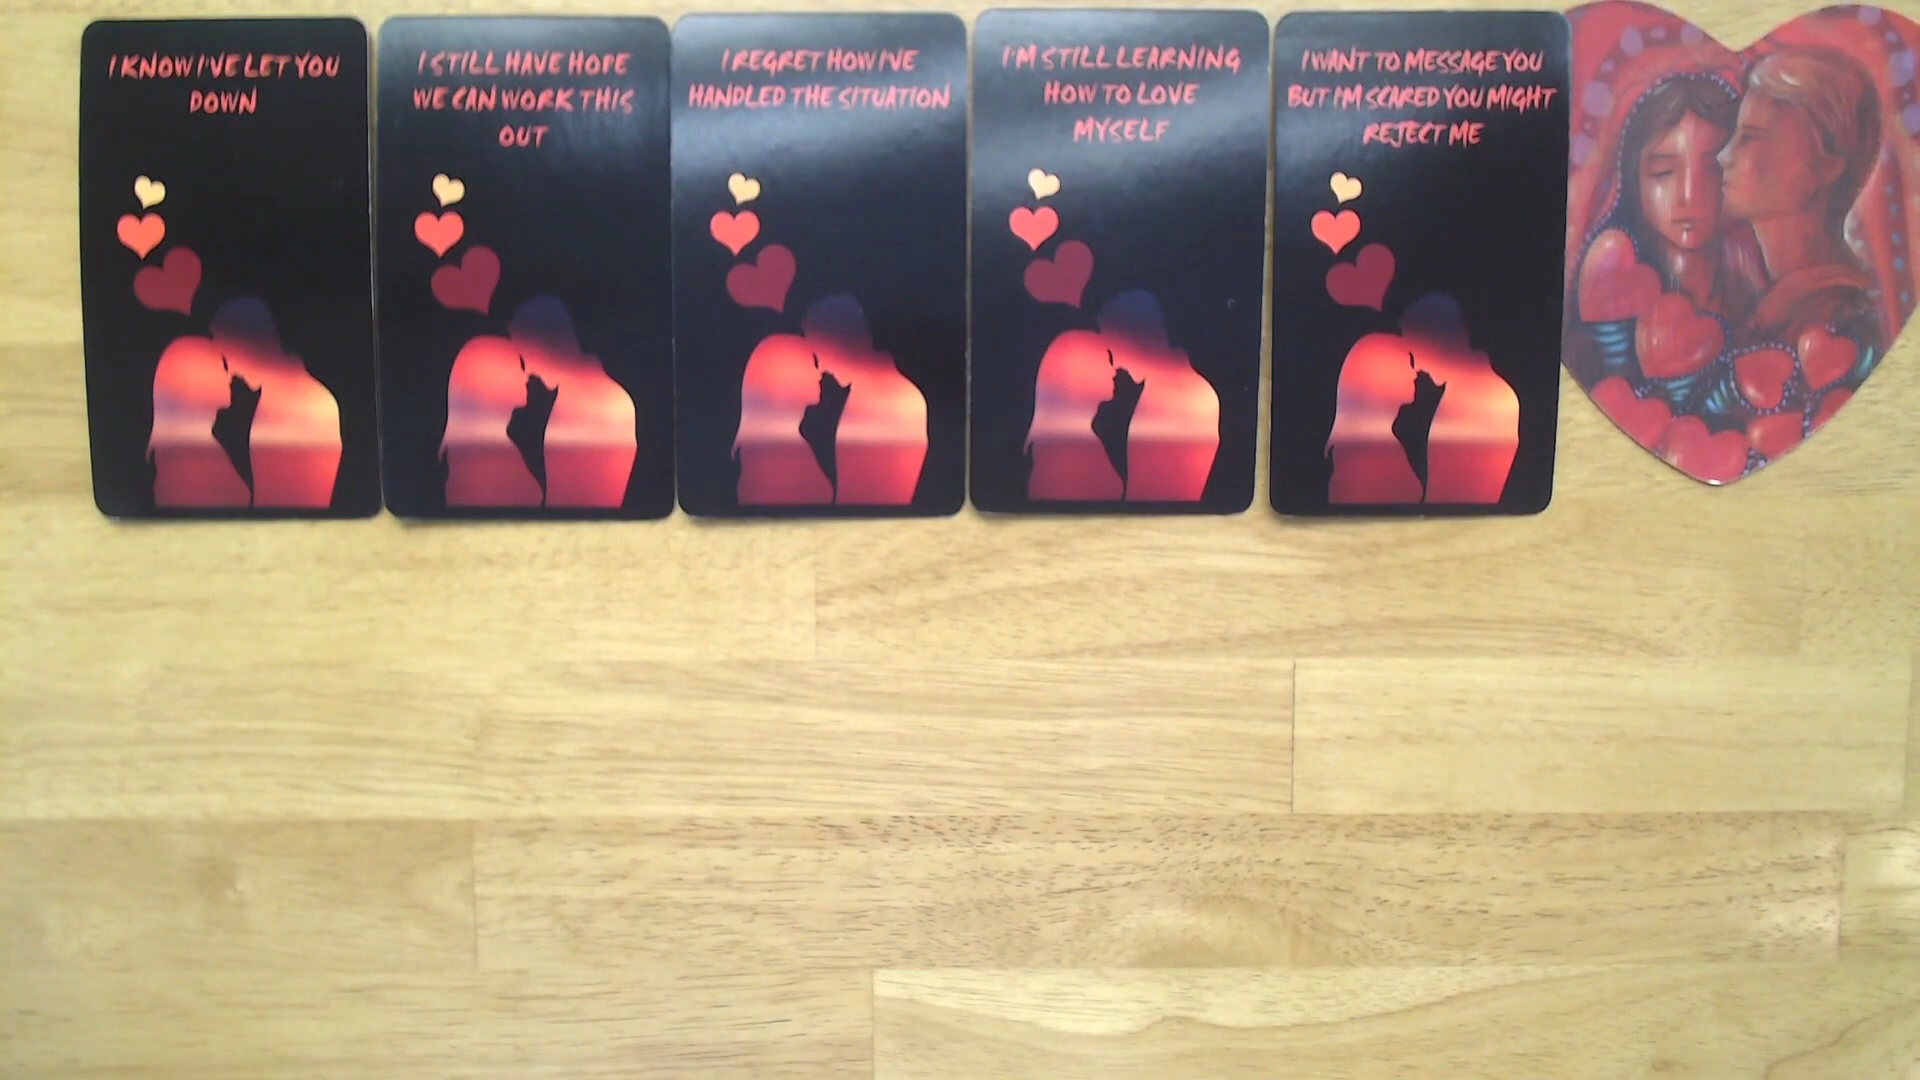 I KNOW I'VE LET YOU
DOWN
I STILL HAVE HOPE
WE CAN WORK THIS
OUT
I REGRET HOW I'VE
HANDLED THE SITUATION
I'M STILL LEARNING
HOW TO LOVE
MYSELF
I WANT TO MESSAGE YOU
BUT I'M SCARED YOU MIGHT
REJECT ME